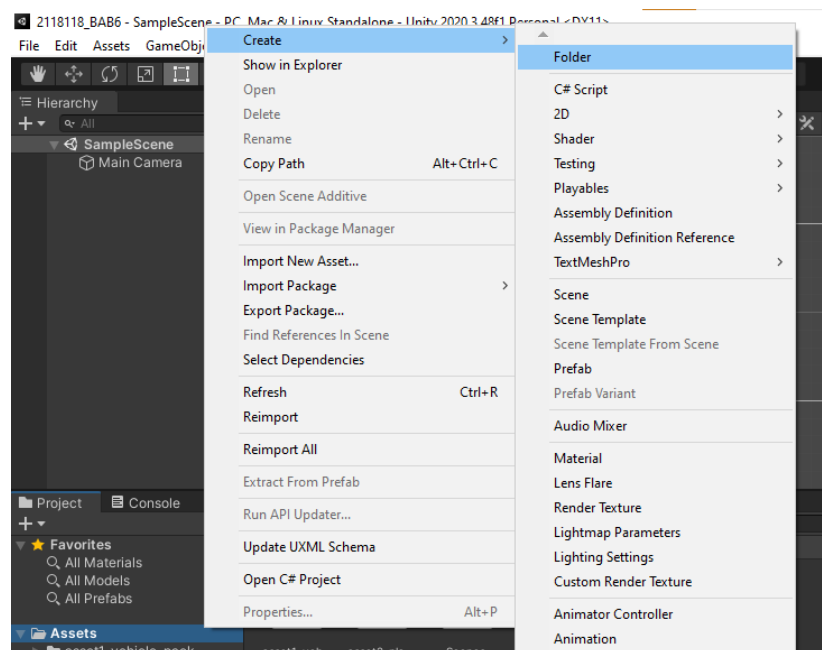 2118118_BAB6 - SampleScene - PC, Mac & Linux Standalone - Unity 2020.3.48f1 Personal <DX11>
File Edit Assets GameObj
Hierarchy
All
SampleScene
Main Camera
Create
Show in Explorer
Open
Delete
Rename
Copy Path Alt+Ctrl+C
Open Scene Additive
View in Package Manager
Import New Asset...
Import Package
Export Package...
Find References In Scene
Select Dependencies
Refresh Ctrl+R
Reimport
Reimport All
Extract From Prefab
Run API Updater...
Update UXML Schema
Open C# Project
Properties... Alt+P
Folder
C# Script
2D
Shader
Testing
Playables
Assembly Definition
Assembly Definition Reference
TextMeshPro
Scene
Scene Template
Scene Template From Scene
Prefab
Prefab Variant
Audio Mixer
Material
Lens Flare
Render Texture
Lightmap Parameters
Lighting Settings
Custom Render Texture
Animator Controller
Animation
Project Console
Favorites
All Materials
All Models
All Prefabs
Assets